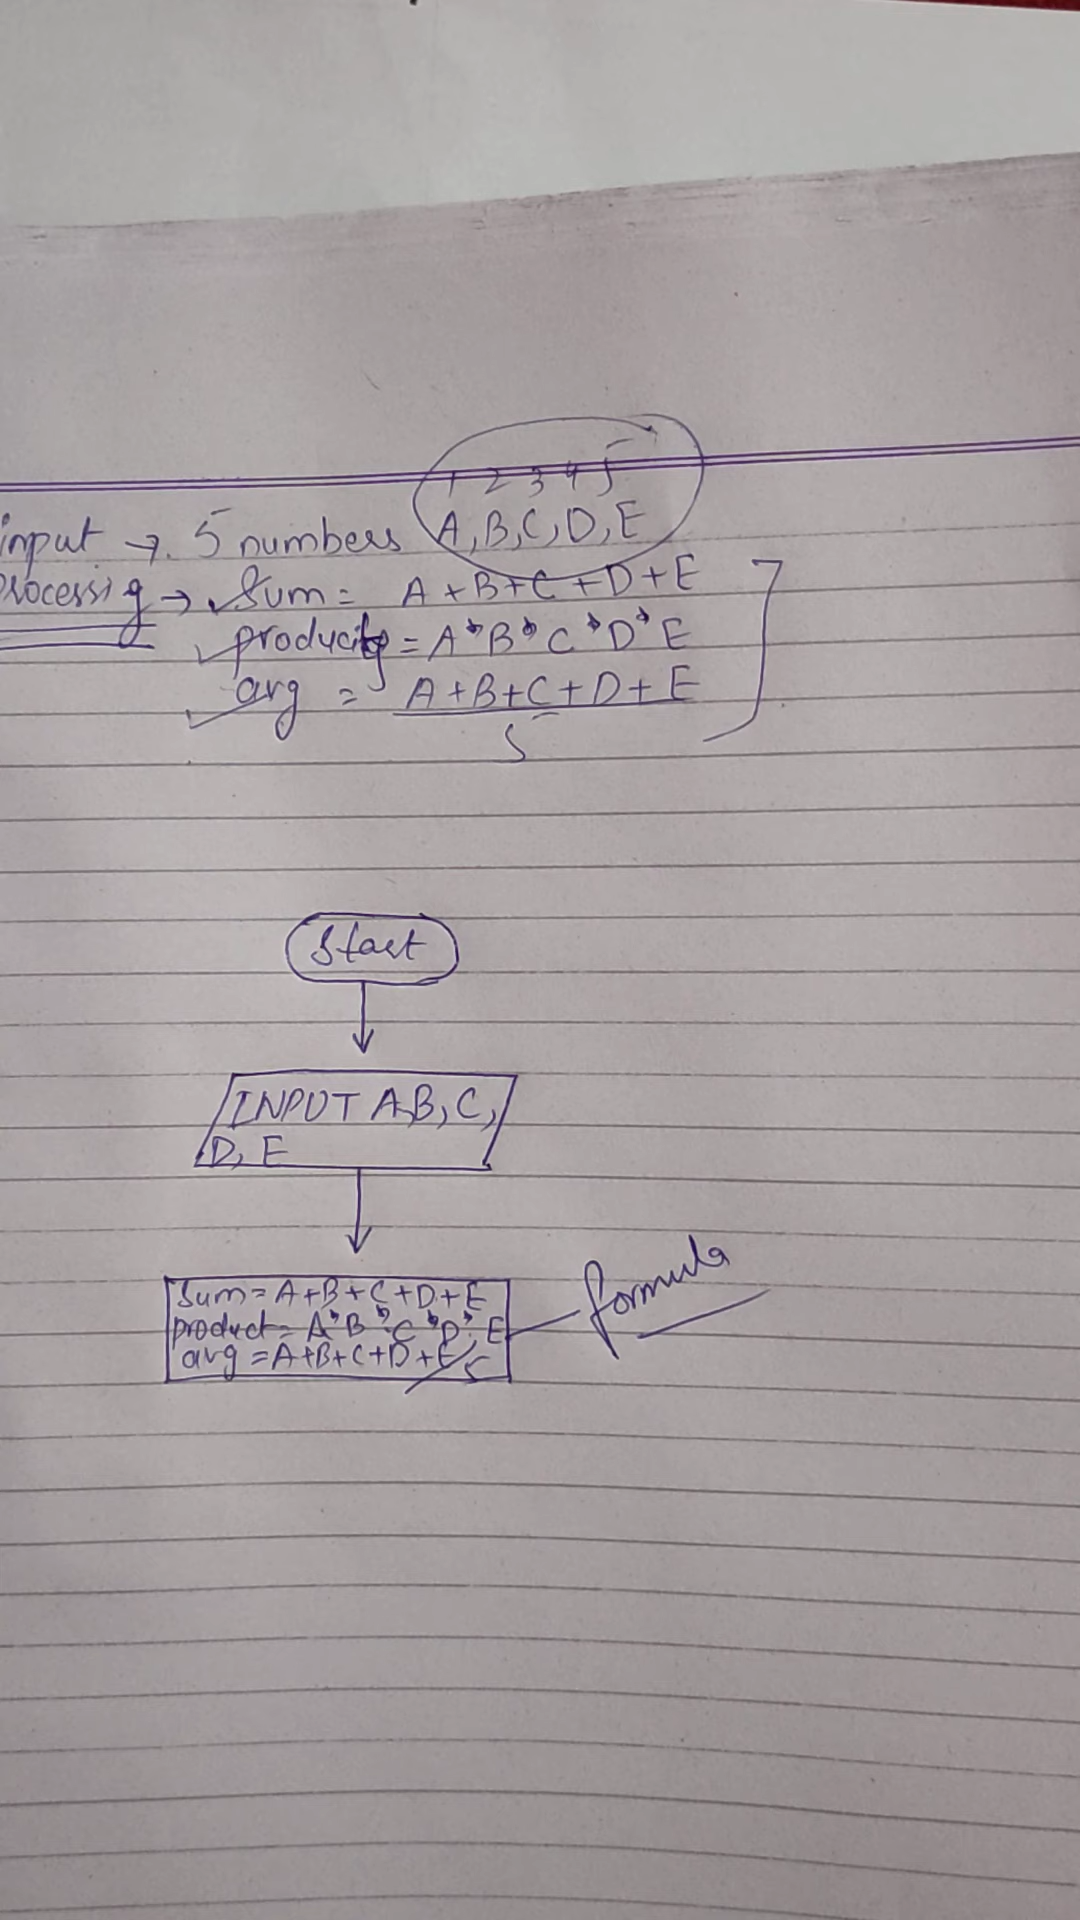 1 2 3 4 5
input → 5 numbers A, B, C, D, E
processig → Sum = A + B + C + D + E
product = A * B * C * D * E
avg = A + B + C + D + E
5
Start
INPUT A,B, C,
D, E
Sum = A + B + C + D + E
product = A * B * C * D * E
avg = A + B + C + D + E/5
formula